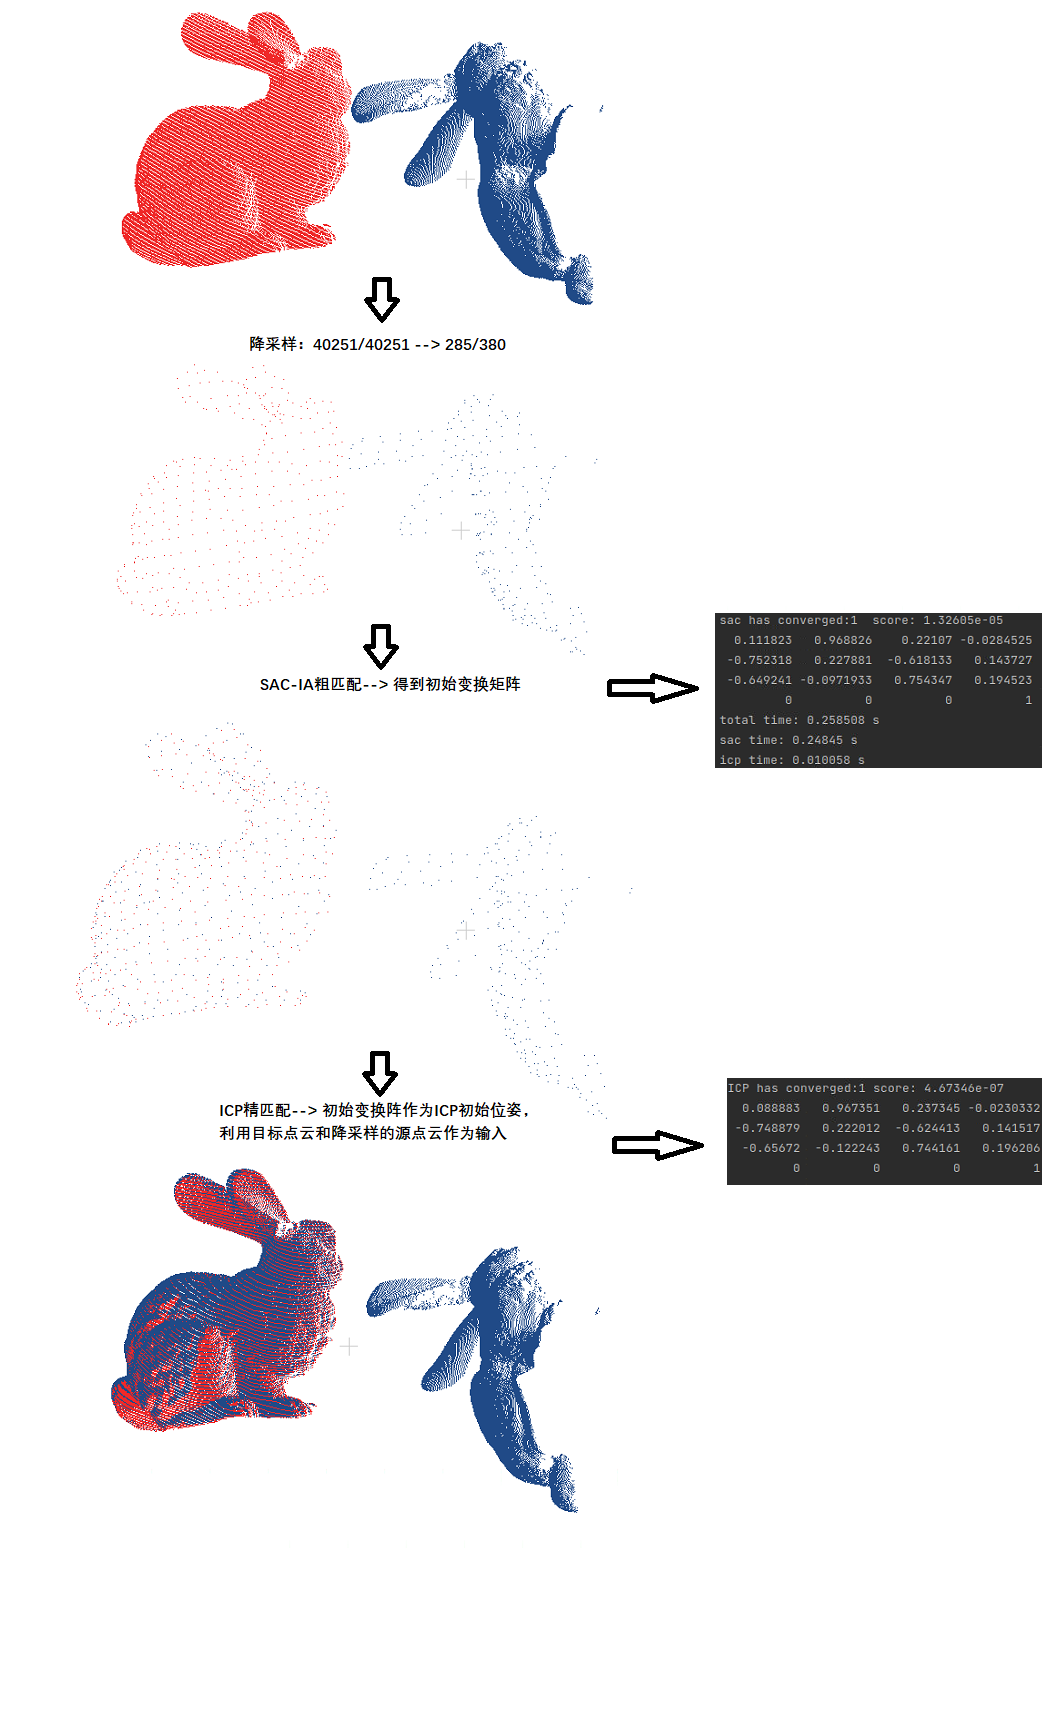 降采样：40251/40251 --> 285/380
SAC-IA粗匹配--> 得到初始变换矩阵
sac has converged:1  score: 1.32605e-05
0.111823 0.968826 0.22107 -0.0284525
-0.752318 0.227881 -0.618133 0.143727
-0.649241 -0.0971933 0.754347 0.194523
0 0 0 1
total time: 0.258508 s
sac time: 0.24845 s
icp time: 0.010058 s
ICP精匹配--> 初始变换阵作为ICP初始位姿，
利用目标点云和降采样的源点云作为输入
ICP has converged:1 score: 4.67346e-07
0.088883 0.967351 0.237345 -0.0230332
-0.748879 0.222012 -0.624413 0.141517
-0.65672 -0.122243 0.744161 0.196206
0 0 0 1